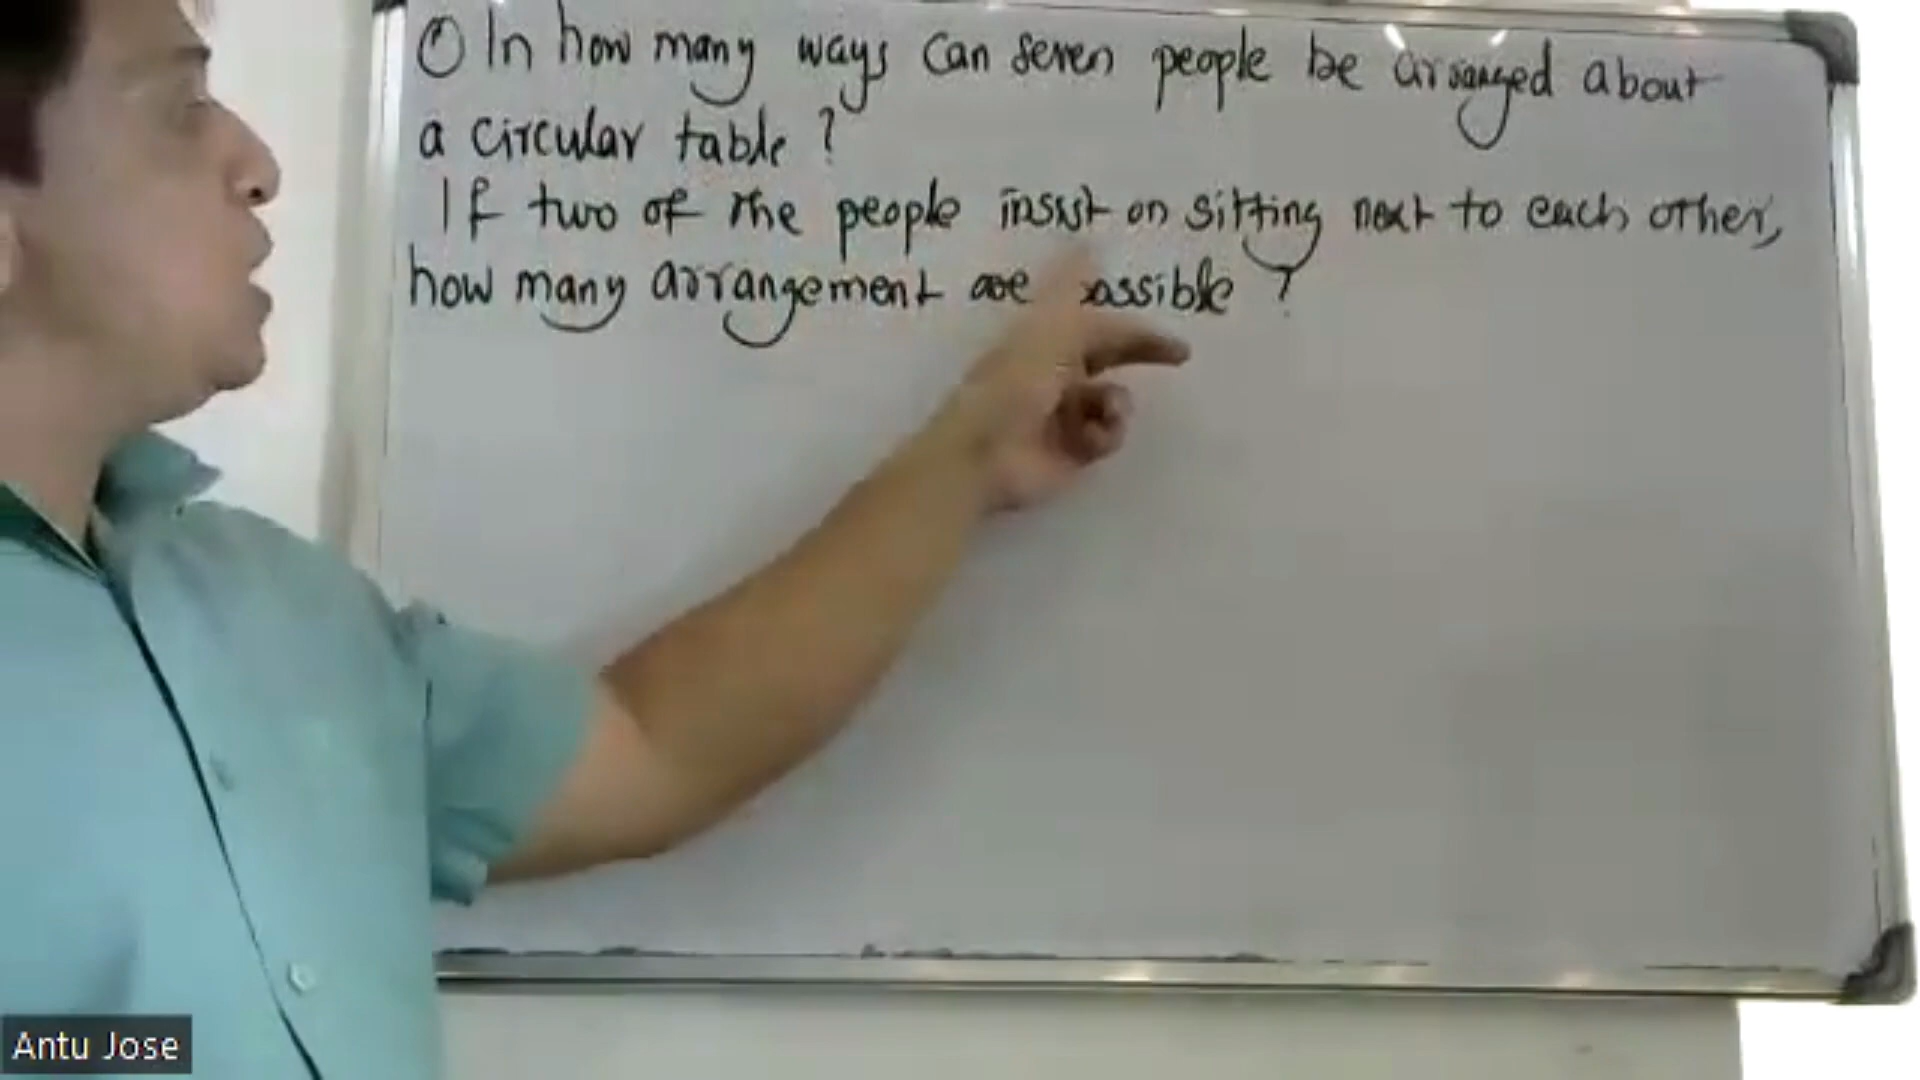 ① In how many ways can seven people be arranged about
a circular table ?
If two of the people insist on sitting next to each other,
how many arrangement are possible ?
Antu Jose